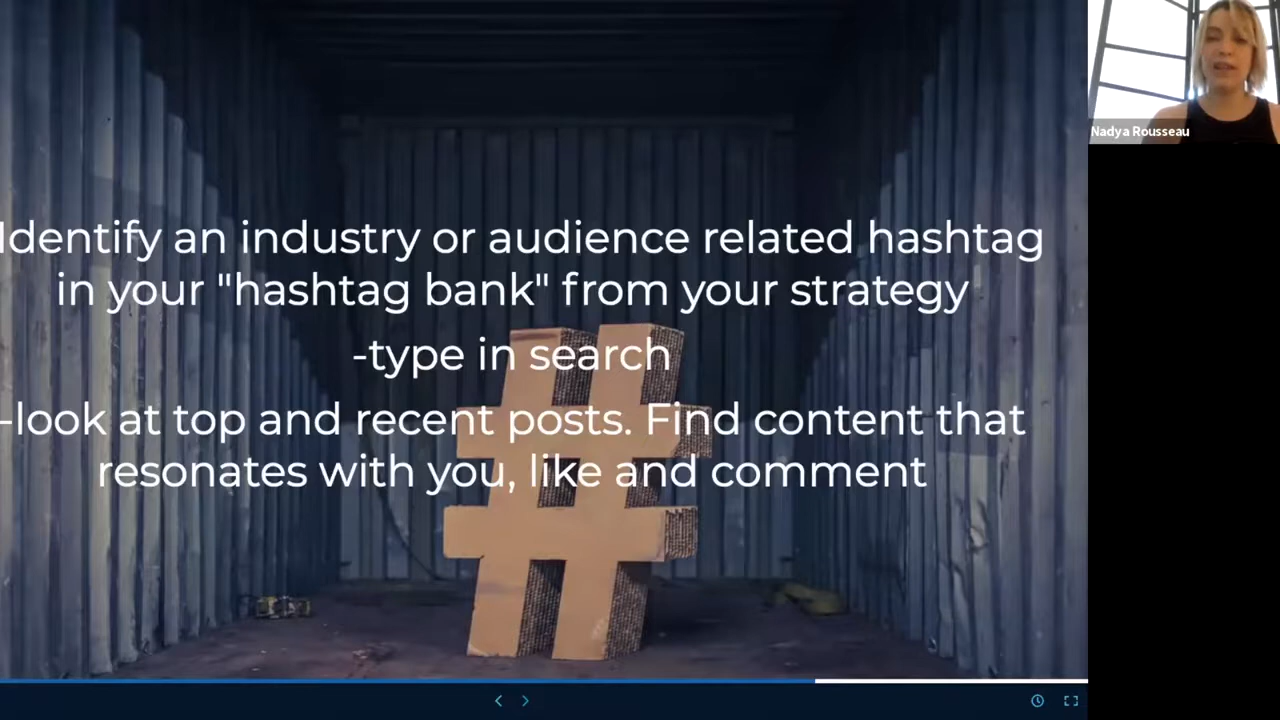 Identify an industry or audience related hashtag
in your "hashtag bank" from your strategy
-type in search
-look at top and recent posts. Find content that
resonates with you, like and comment
Nadya Rousseau